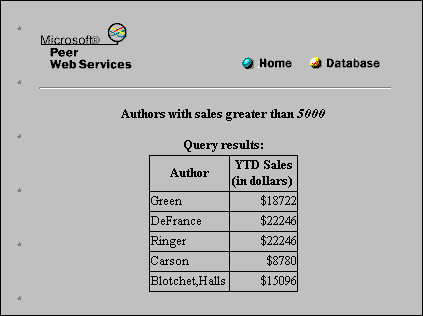 Microsoft®
Peer
Web Services
Home Database
Authors with sales greater than 5000
Query results:
Author YTD Sales
(in dollars)
Green $18722
DeFrance $22246
Ringer $22246
Carson $8780
Blotchet,Halls $15096